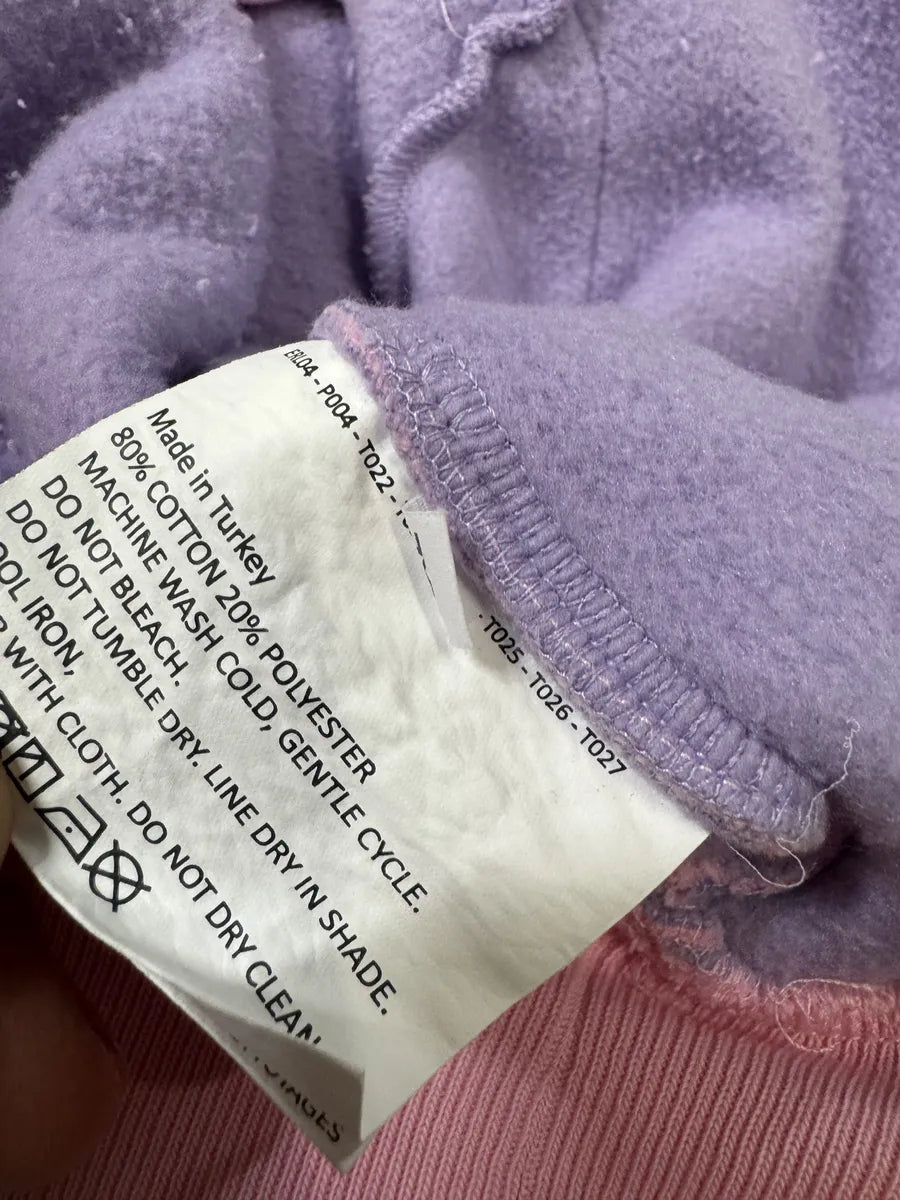 ERL04 - P004 - T022 -
T025 - T026 - T027
Made in Turkey
80% COTTON 20% POLYESTER
MACHINE WASH COLD, GENTLE CYCLE.
DO NOT BLEACH.
DO NOT TUMBLE DRY. LINE DRY IN SHADE.
IRON,
WITH CLOTH. DO NOT DRY CLEAN